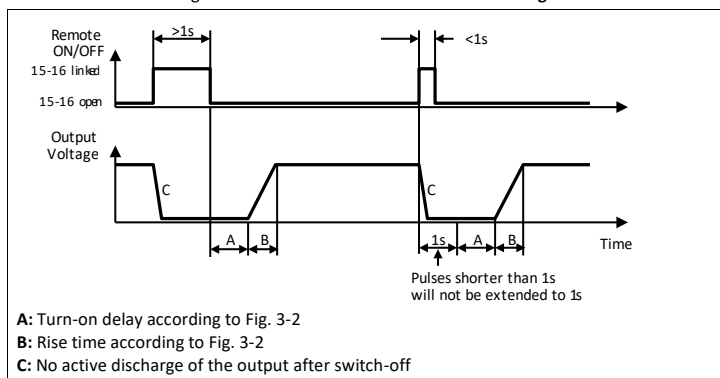 Remote
ON/OFF
>1s
<1s
15-16 linked
15-16 open
Output
Voltage
C
C
A
B
1s
A
B
Time
Pulses shorter than 1s
will not be extended to 1s
A: Turn-on delay according to Fig. 3-2
B: Rise time according to Fig. 3-2
C: No active discharge of the output after switch-off